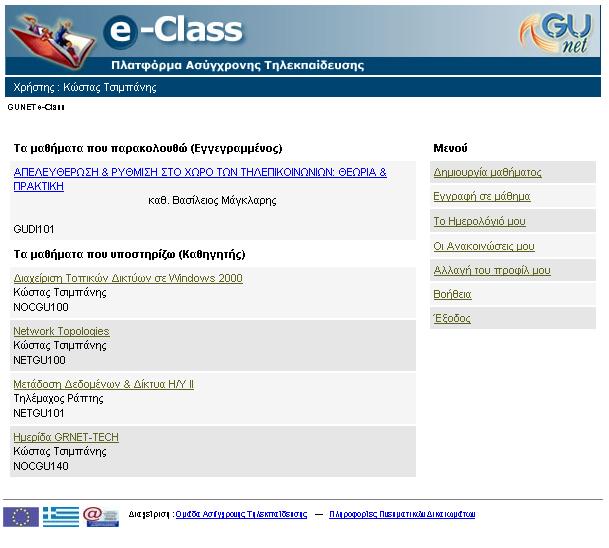 e-Class
GUnet
Πλατφόρμα Ασύγχρονης Τηλεκπαίδευσης
Χρήστης : Κώστας Τσιμπάνης
GUNET e-Class
Τα μαθήματα που παρακολουθώ (Εγγεγραμμένος)
ΑΠΕΛΕΥΘΕΡΩΣΗ & ΡΥΘΜΙΣΗ ΣΤΟ ΧΩΡΟ ΤΩΝ ΤΗΛΕΠΙΚΟΙΝΩΝΙΩΝ: ΘΕΩΡΙΑ &
ΠΡΑΚΤΙΚΗ
καθ. Βασίλειος Μάγκλαρης
GUDI101
Τα μαθήματα που υποστηρίζω (Καθηγητής)
Διαχείριση Τοπικών Δικτύων σε Windows 2000
Κώστας Τσιμπάνης
NOCGU100
Network Topologies
Κώστας Τσιμπάνης
NETGU100
Μετάδοση Δεδομένων & Δίκτυα Η/Υ ΙΙ
Τηλέμαχος Ράπτης
NETGU101
Ημερίδα GRNET-TECH
Κώστας Τσιμπάνης
NOCGU140
Μενού
Δημιουργία μαθήματος
Εγγραφή σε μάθημα
Το Ημερολόγιό μου
Οι Ανακοινώσεις μου
Αλλαγή του προφίλ μου
Βοήθεια
Έξοδος
Διαχείριση : Ομάδα Ασύγχρονης Τηλεκπαίδευσης — Πληροφορίες Πνευματικών Δικαιωμάτων